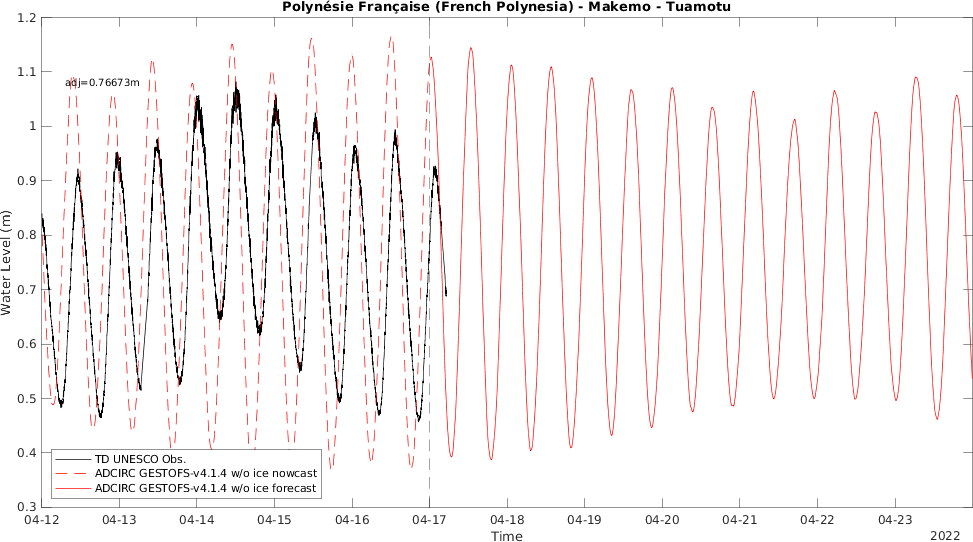 Polynésie Française (French Polynesia) - Makemo - Tuamotu
1.2
1.1
1
0.9
0.8
0.7
0.6
0.5
0.4
0.3
Water Level (m)
adj=0.76673m
TD UNESCO Obs.
ADCIRC GESTOFS-v4.1.4 w/o ice nowcast
ADCIRC GESTOFS-v4.1.4 w/o ice forecast
04-12 04-13 04-14 04-15 04-16 04-17 04-18 04-19 04-20 04-21 04-22 04-23
Time
2022